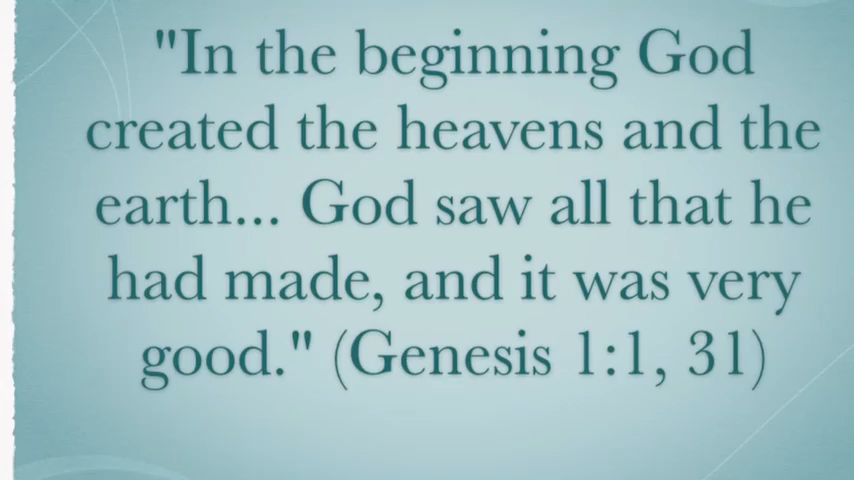 "In the beginning God
created the heavens and the
earth... God saw all that he
had made, and it was very
good." (Genesis 1:1, 31)